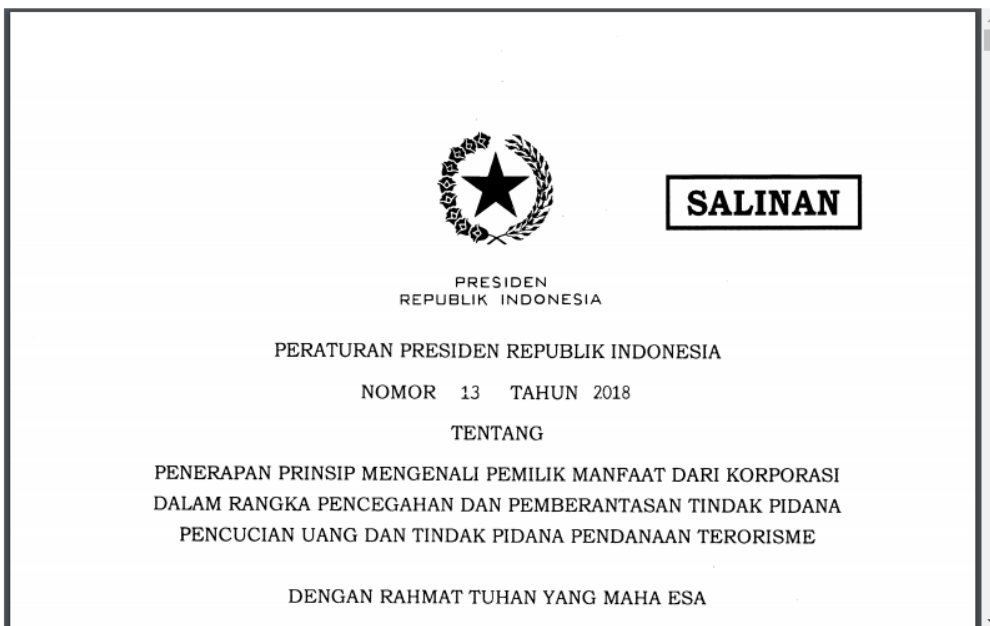 SALINAN
PRESIDEN
REPUBLIK INDONESIA
PERATURAN PRESIDEN REPUBLIK INDONESIA
NOMOR 13 TAHUN 2018
TENTANG
PENERAPAN PRINSIP MENGENALI PEMILIK MANFAAT DARI KORPORASI
DALAM RANGKA PENCEGAHAN DAN PEMBERANTASAN TINDAK PIDANA
PENCUCIAN UANG DAN TINDAK PIDANA PENDANAAN TERORISME
DENGAN RAHMAT TUHAN YANG MAHA ESA